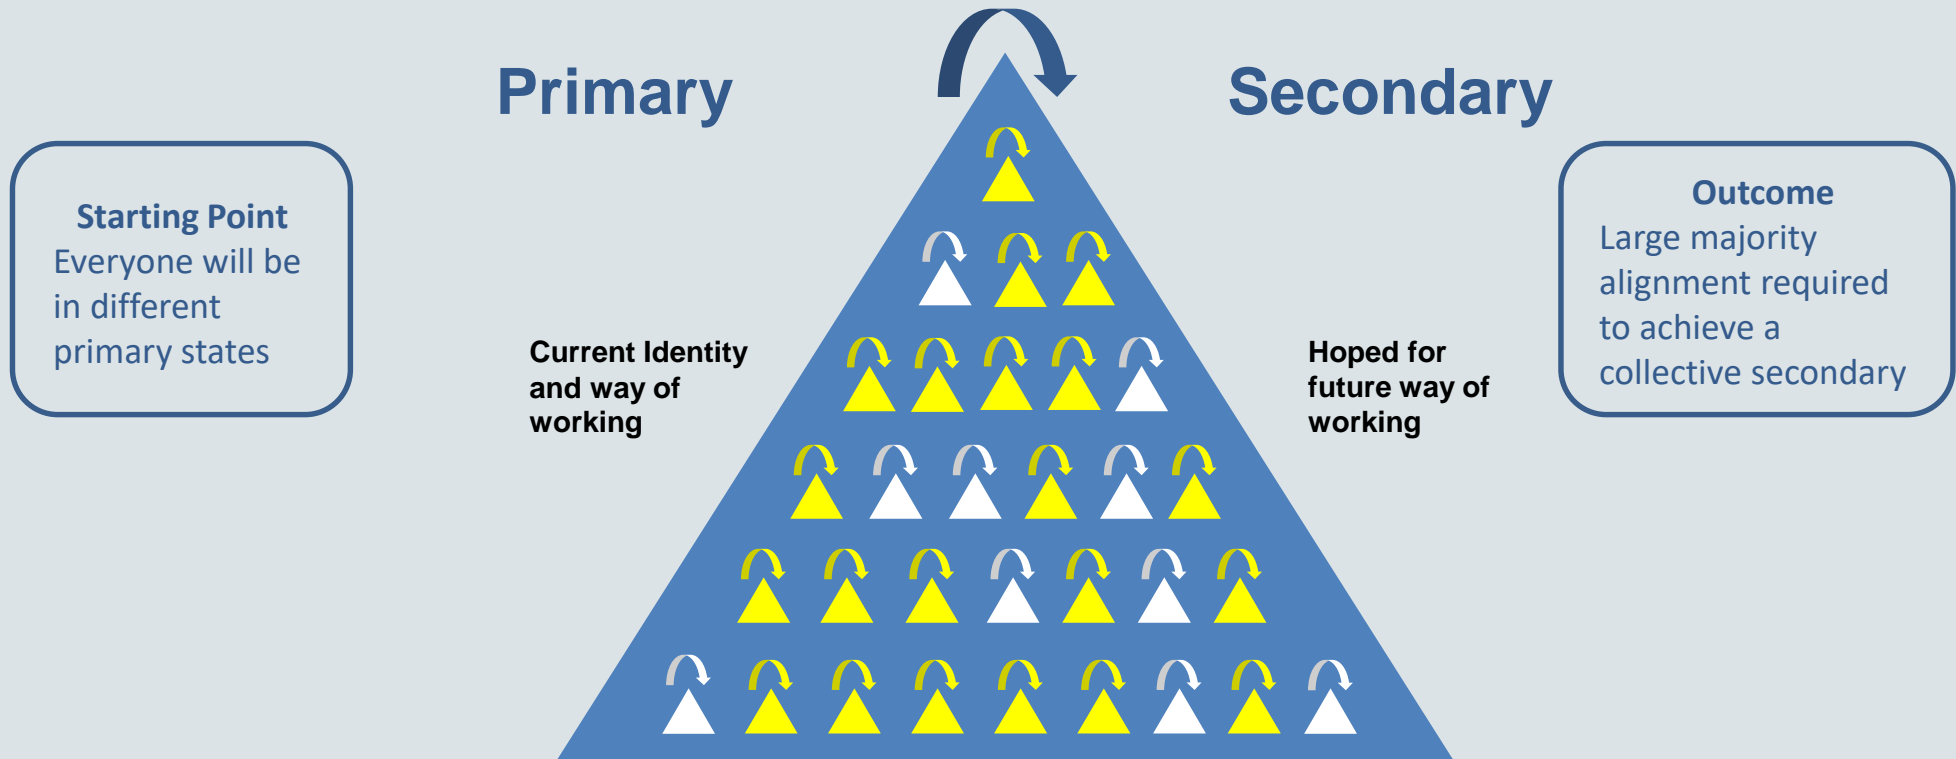 Primary
Secondary
Starting Point
Everyone will be
in different
primary states
Current Identity
and way of
working
Hoped for
future way of
working
Outcome
Large majority
alignment required
to achieve a
collective secondary